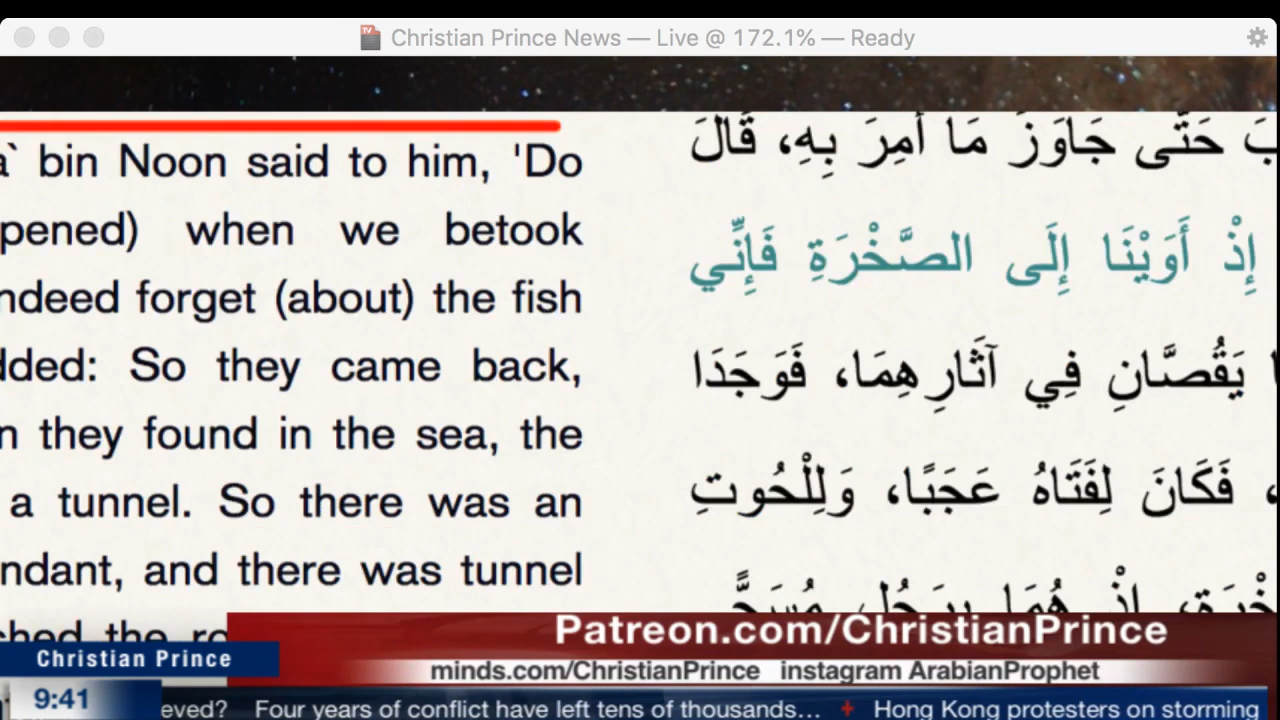 Christian Prince News — Live @ 172.1% — Ready
bin Noon said to him, 'Do
pened) when we betook
ndeed forget (about) the fish
dded: So they came back,
n they found in the sea, the
a tunnel. So there was an
ndant, and there was tunnel
ched the ro
حَتَّى جَاوَزَ مَا أُمِرَ بِهِ، قَالَ
إِذْ أَوَيْنَا إِلَى الصَّخْرَةِ فَإِنِّي
يَقُصَّانِ فِي آثَارِهِمَا، فَوَجَدَا
، فَكَانَ لِفَتَاهُ عَجَبًا، وَلِلْحُوتِ
إِذْ هُمَا بِرَجُلٍ مُسَجًّى
Patreon.com/ChristianPrince
Christian Prince
minds.com/ChristianPrince instagram ArabianProphet
9:41
eved? Four years of conflict have left tens of thousands... + Hong Kong protesters on storming